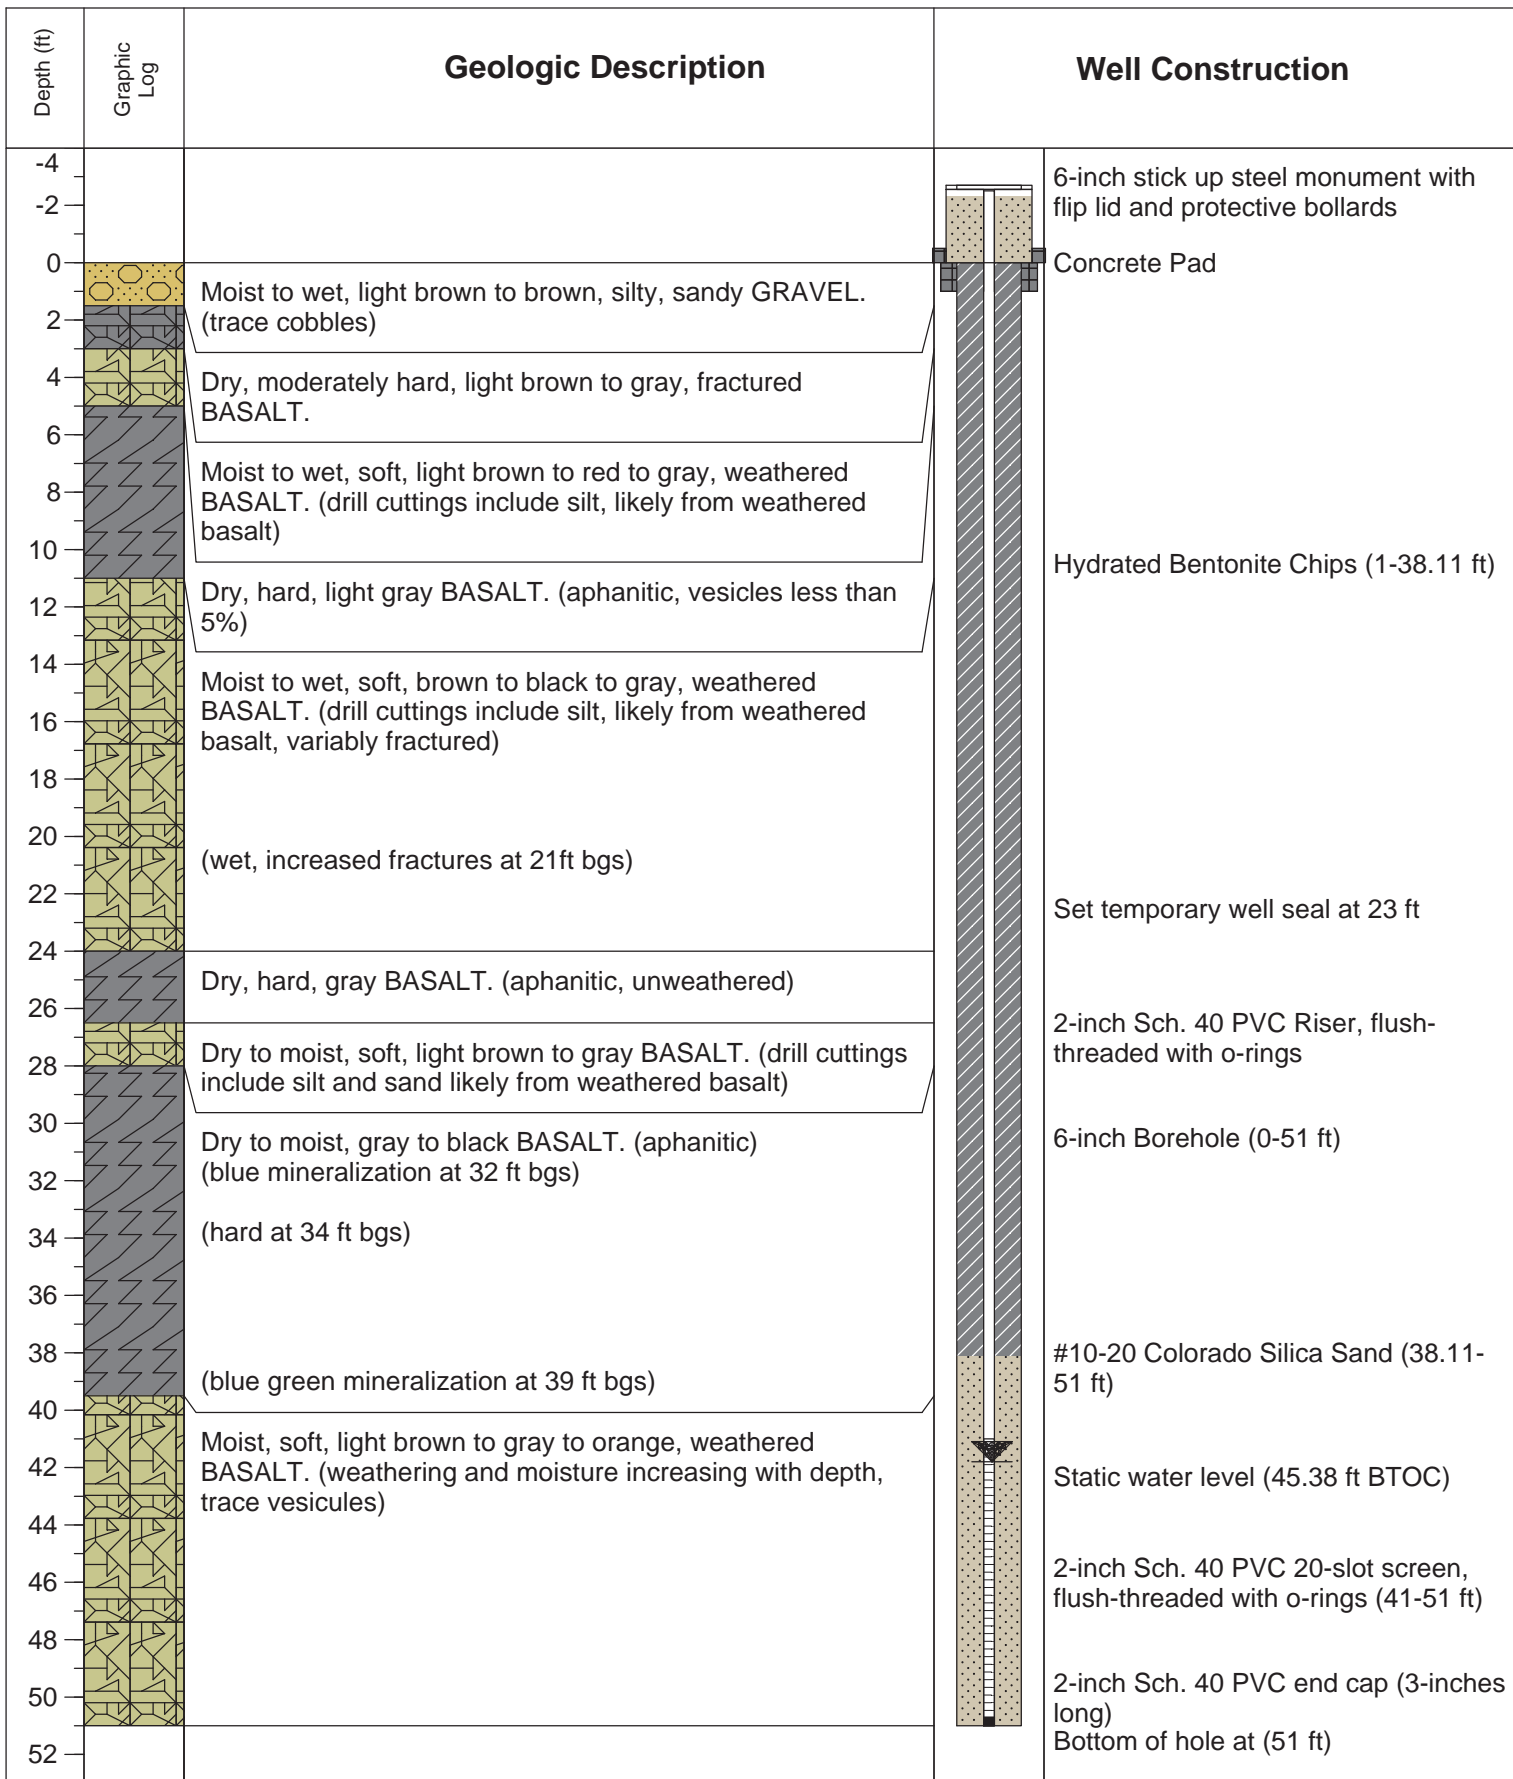 Depth (ft)
Graphic
Log
Geologic Description
Well Construction
-4
-2
0
2
4
6
8
10
12
14
16
18
20
22
24
26
28
30
32
34
36
38
40
42
44
46
48
50
52
Moist to wet, light brown to brown, silty, sandy GRAVEL.
(trace cobbles)
Dry, moderately hard, light brown to gray, fractured
BASALT.
Moist to wet, soft, light brown to red to gray, weathered
BASALT. (drill cuttings include silt, likely from weathered
basalt)
Dry, hard, light gray BASALT. (aphanitic, vesicles less than
5%)
Moist to wet, soft, brown to black to gray, weathered
BASALT. (drill cuttings include silt, likely from weathered
basalt, variably fractured)
(wet, increased fractures at 21ft bgs)
Dry, hard, gray BASALT. (aphanitic, unweathered)
Dry to moist, soft, light brown to gray BASALT. (drill cuttings
include silt and sand likely from weathered basalt)
Dry to moist, gray to black BASALT. (aphanitic)
(blue mineralization at 32 ft bgs)
(hard at 34 ft bgs)
(blue green mineralization at 39 ft bgs)
Moist, soft, light brown to gray to orange, weathered
BASALT. (weathering and moisture increasing with depth,
trace vesicules)
6-inch stick up steel monument with
flip lid and protective bollards
Concrete Pad
Hydrated Bentonite Chips (1-38.11 ft)
Set temporary well seal at 23 ft
2-inch Sch. 40 PVC Riser, flush-
threaded with o-rings
6-inch Borehole (0-51 ft)
#10-20 Colorado Silica Sand (38.11-
51 ft)
Static water level (45.38 ft BTOC)
2-inch Sch. 40 PVC 20-slot screen,
flush-threaded with o-rings (41-51 ft)
2-inch Sch. 40 PVC end cap (3-inches
long)
Bottom of hole at (51 ft)